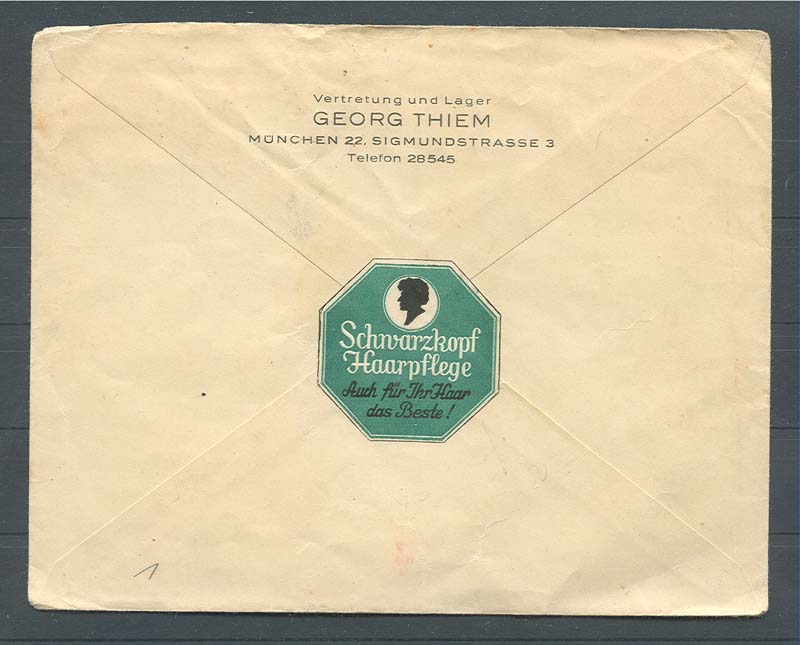 Vertretung und Lager
GEORG THIEM
MÜNCHEN 22, SIGMUNDSTRASSE 3
Telefon 28545
Schwarzkopf
Haarpflege
Auch für Ihr Haar
das Beste!
1